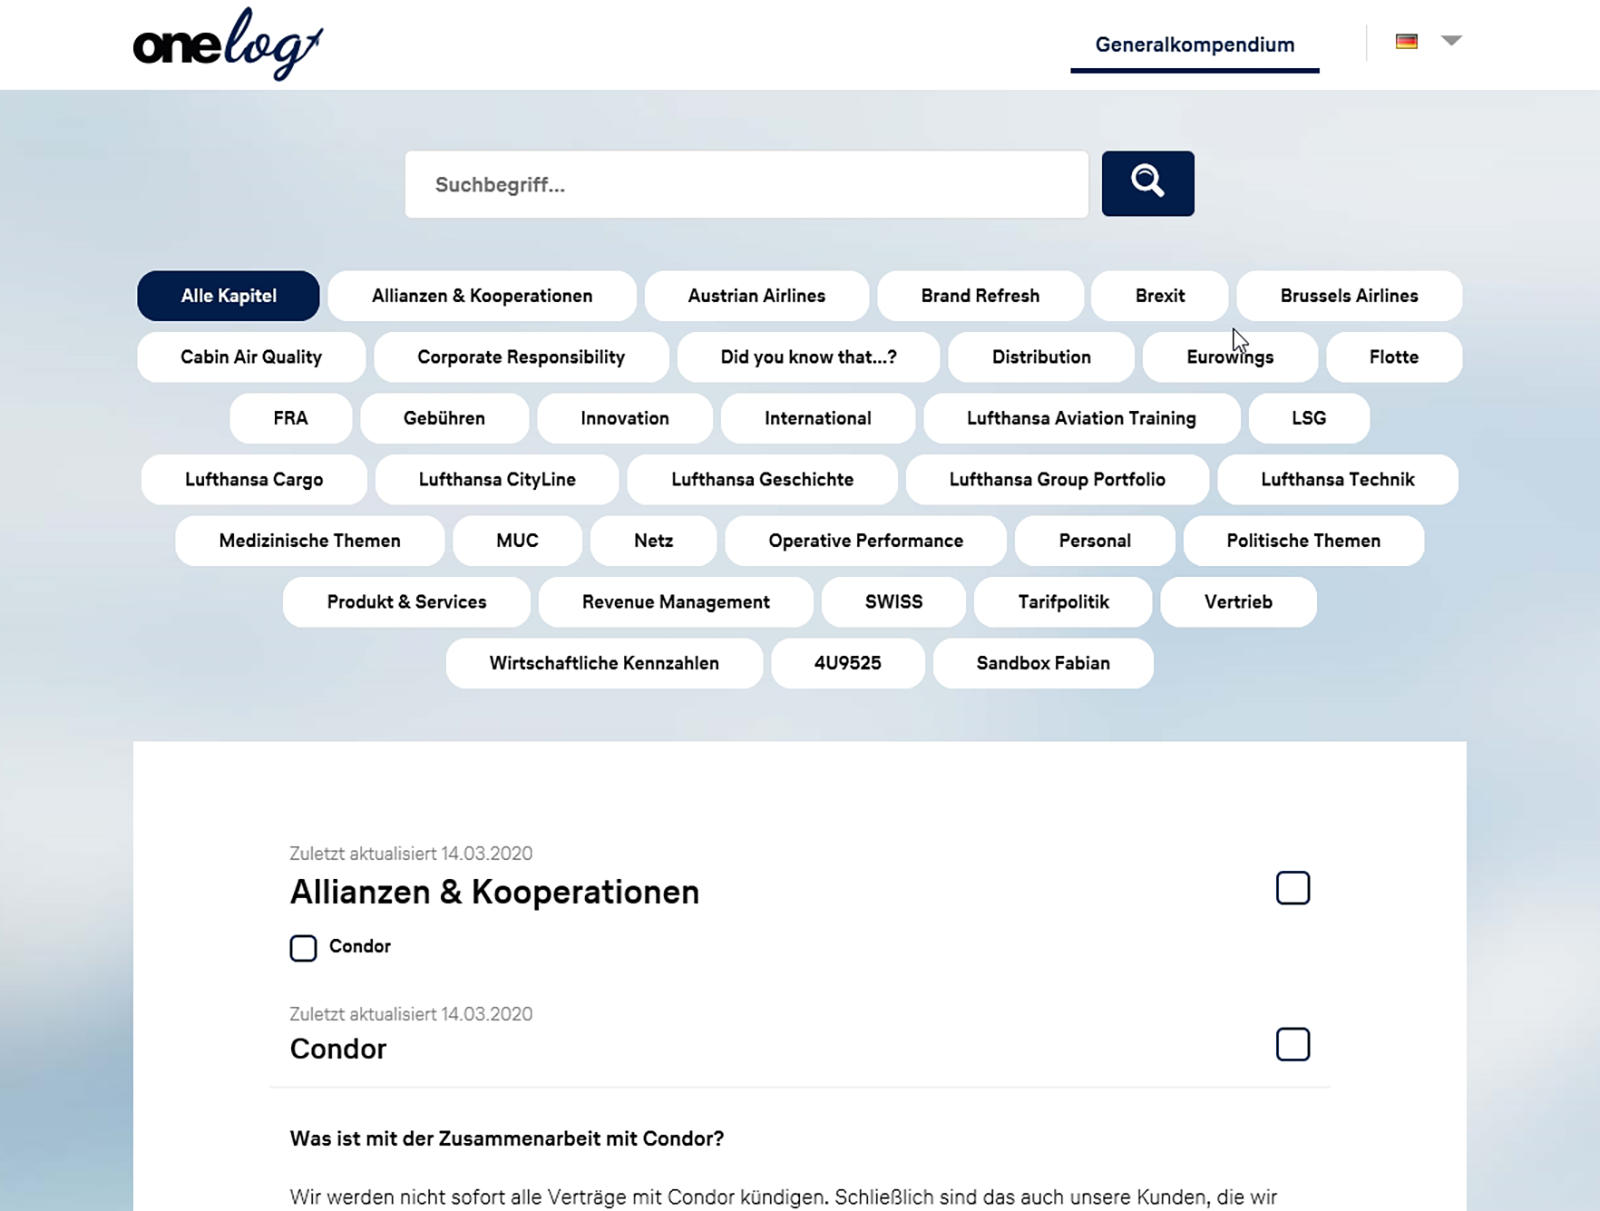 onelog
Generalkompendium
Suchbegriff...
Alle Kapitel Allianzen & Kooperationen Austrian Airlines Brand Refresh Brexit Brussels Airlines
Cabin Air Quality Corporate Responsibility Did you know that...? Distribution Eurowings Flotte
FRA Gebühren Innovation International Lufthansa Aviation Training LSG
Lufthansa Cargo Lufthansa CityLine Lufthansa Geschichte Lufthansa Group Portfolio Lufthansa Technik
Medizinische Themen MUC Netz Operative Performance Personal Politische Themen
Produkt & Services Revenue Management SWISS Tarifpolitik Vertrieb
Wirtschaftliche Kennzahlen 4U9525 Sandbox Fabian
Zuletzt aktualisiert 14.03.2020
Allianzen & Kooperationen
Condor
Zuletzt aktualisiert 14.03.2020
Condor
Was ist mit der Zusammenarbeit mit Condor?
Wir werden nicht sofort alle Verträge mit Condor kündigen. Schließlich sind das auch unsere Kunden, die wir